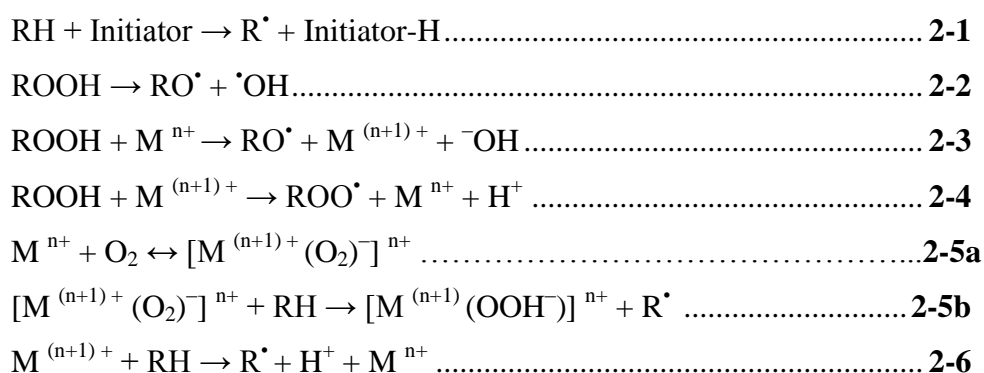 RH + Initiator → R˙ + Initiator-H.......................................................................... 2-1
ROOH → RO˙ + ˙OH.................................................................................................. 2-2
ROOH + M ⁿ⁺ → RO˙ + M ⁽ⁿ⁺¹⁾ ⁺ + ⁻OH............................................................... 2-3
ROOH + M ⁽ⁿ⁺¹⁾ ⁺ → ROO˙ + M ⁿ⁺ + H⁺ .............................................................. 2-4
M ⁿ⁺ + O₂ ↔ [M ⁽ⁿ⁺¹⁾ ⁺ (O₂)⁻] ⁿ⁺ ……………………………………………2-5a
[M ⁽ⁿ⁺¹⁾ ⁺ (O₂)⁻] ⁿ⁺ + RH → [M ⁽ⁿ⁺¹⁾ (OOH⁻)] ⁿ⁺ + R˙ ................................... 2-5b
M ⁽ⁿ⁺¹⁾ ⁺ + RH → R˙ + H⁺ + M ⁿ⁺ ........................................................................... 2-6